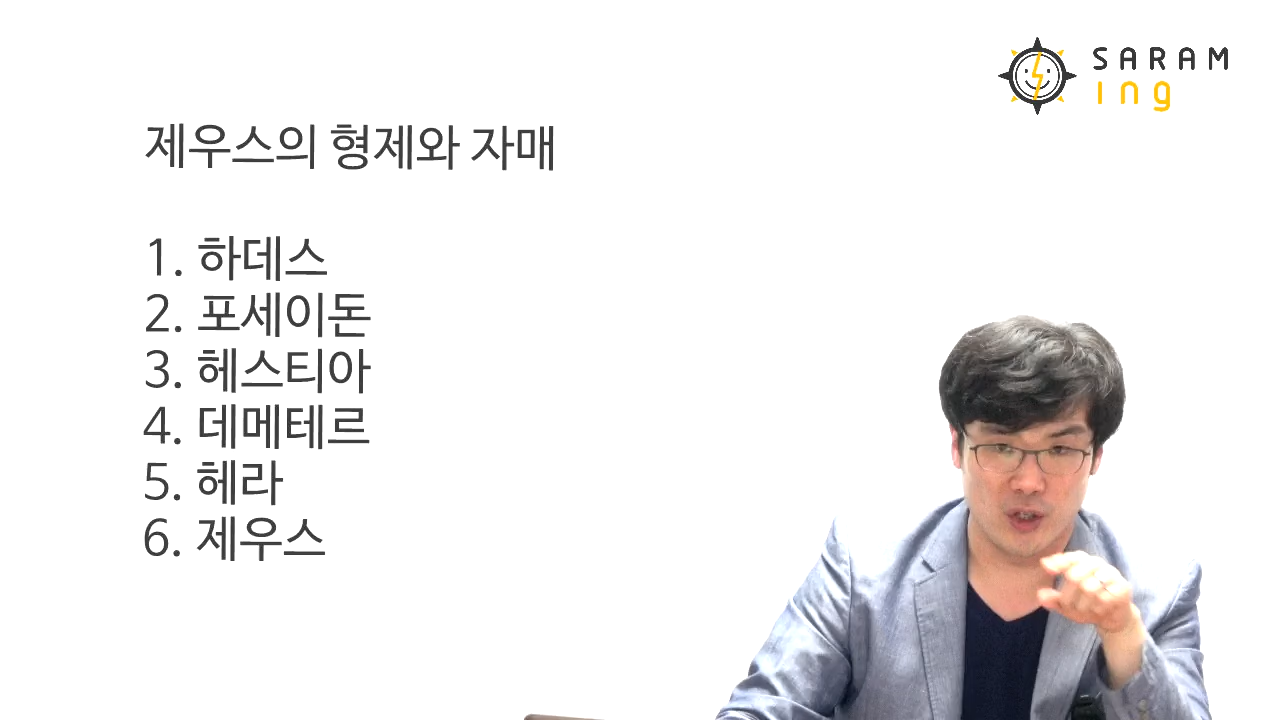 SARAM
ing
제우스의 형제와 자매
1. 하데스
2. 포세이돈
3. 헤스티아
4. 데메테르
5. 헤라
6. 제우스